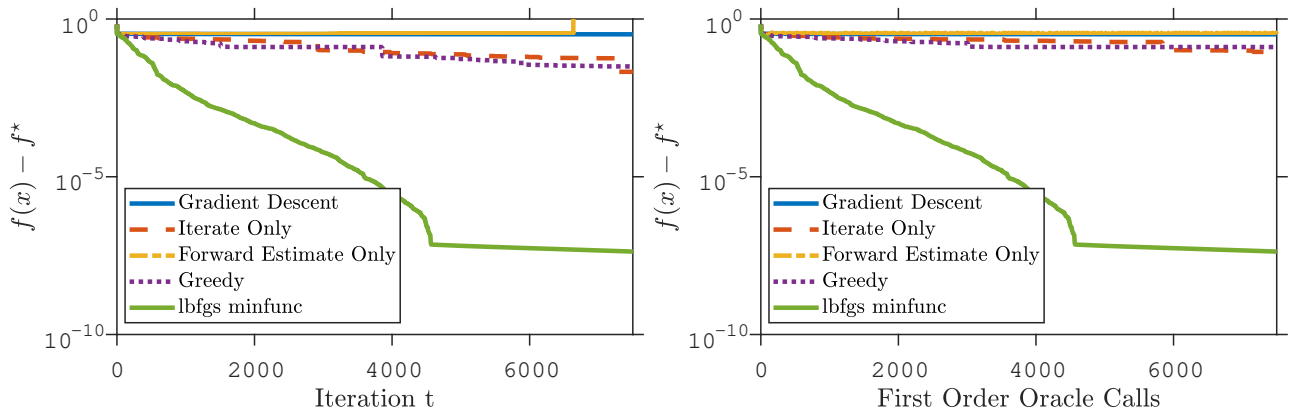 10^0
10^-5
10^-10
f(x) − f⋆
Gradient Descent
Iterate Only
Forward Estimate Only
Greedy
lbfgs minfunc
0 2000 4000 6000
Iteration t
10^0
10^-5
10^-10
f(x) − f⋆
Gradient Descent
Iterate Only
Forward Estimate Only
Greedy
lbfgs minfunc
0 2000 4000 6000
First Order Oracle Calls